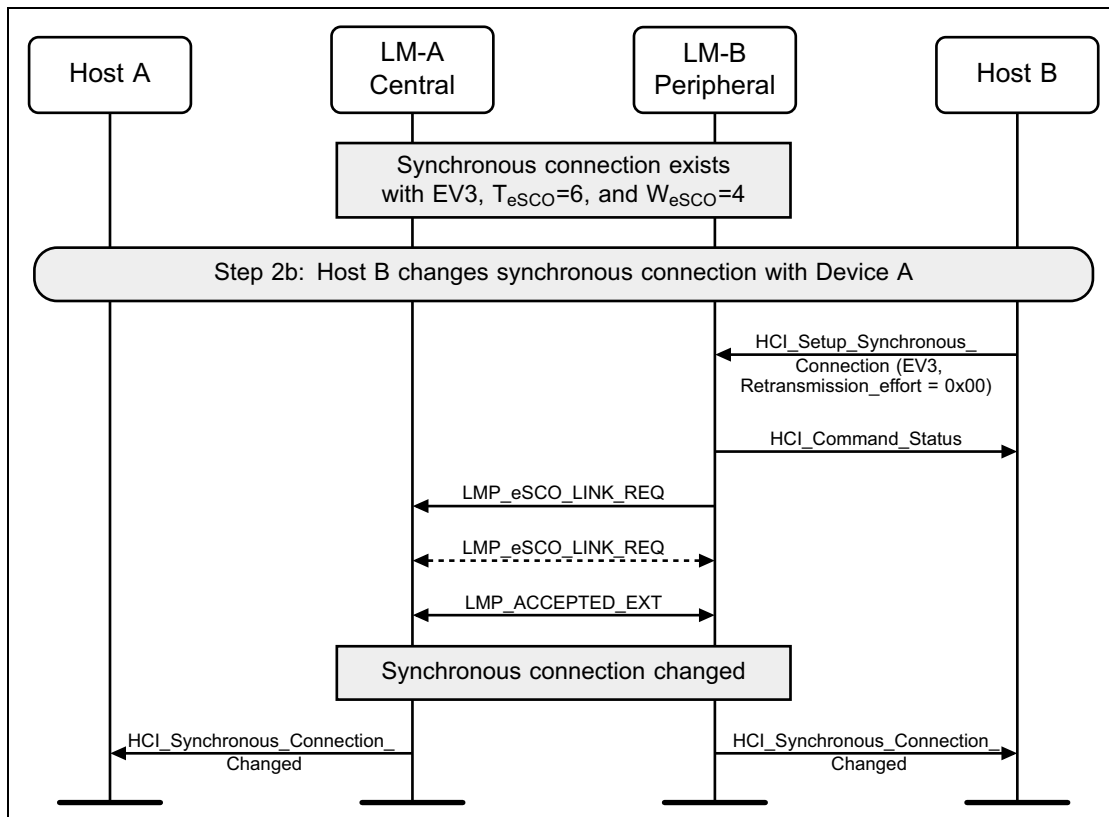 Host A
LM-A
Central
LM-B
Peripheral
Host B
Synchronous connection exists
with EV3, TeSCO=6, and WeSCO=4
Step 2b: Host B changes synchronous connection with Device A
HCI_Setup_Synchronous_
Connection (EV3,
Retransmission_effort = 0x00)
HCI_Command_Status
LMP_eSCO_LINK_REQ
LMP_eSCO_LINK_REQ
LMP_ACCEPTED_EXT
Synchronous connection changed
HCI_Synchronous_Connection_
Changed
HCI_Synchronous_Connection_
Changed